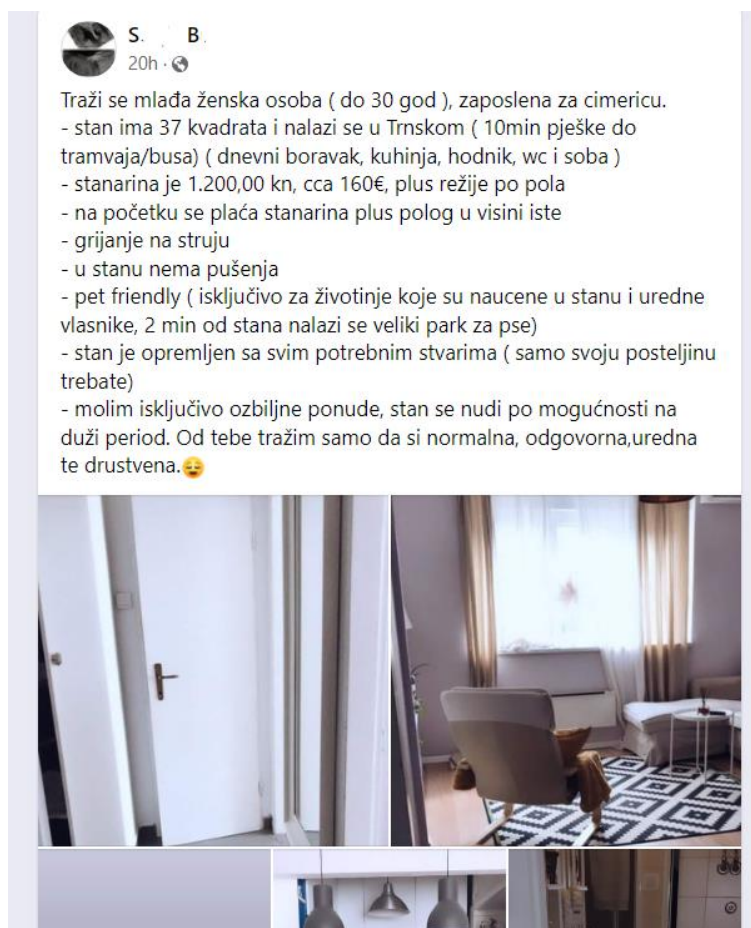 S. B.
20h ·
Traži se mlađa ženska osoba ( do 30 god ), zaposlena za cimericu.
- stan ima 37 kvadrata i nalazi se u Trnskom ( 10min pješke do
tramvaja/busa) ( dnevni boravak, kuhinja, hodnik, wc i soba )
- stanarina je 1.200,00 kn, cca 160€, plus režije po pola
- na početku se plaća stanarina plus polog u visini iste
- grijanje na struju
- u stanu nema pušenja
- pet friendly ( isključivo za životinje koje su naucene u stanu i uredne
vlasnike, 2 min od stana nalazi se veliki park za pse)
- stan je opremljen sa svim potrebnim stvarima ( samo svoju posteljinu
trebate)
- molim isključivo ozbiljne ponude, stan se nudi po mogućnosti na
duži period. Od tebe tražim samo da si normalna, odgovorna,uredna
te drustvena.😌